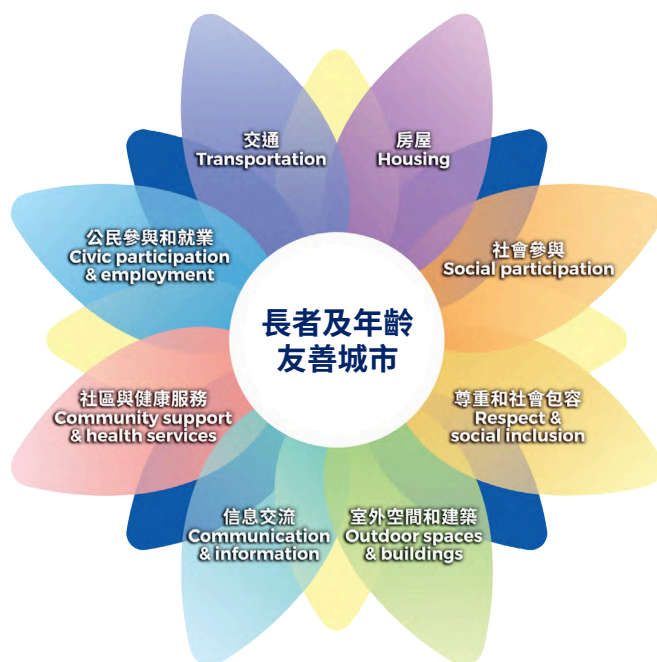 交通
Transportation
房屋
Housing
公民參與和就業
Civic participation
& employment
社會參與
Social participation
長者及年齡
友善城市
社區與健康服務
Community support
& health services
尊重和社會包容
Respect &
social inclusion
信息交流
Communication
& information
室外空間和建築
Outdoor spaces
& buildings